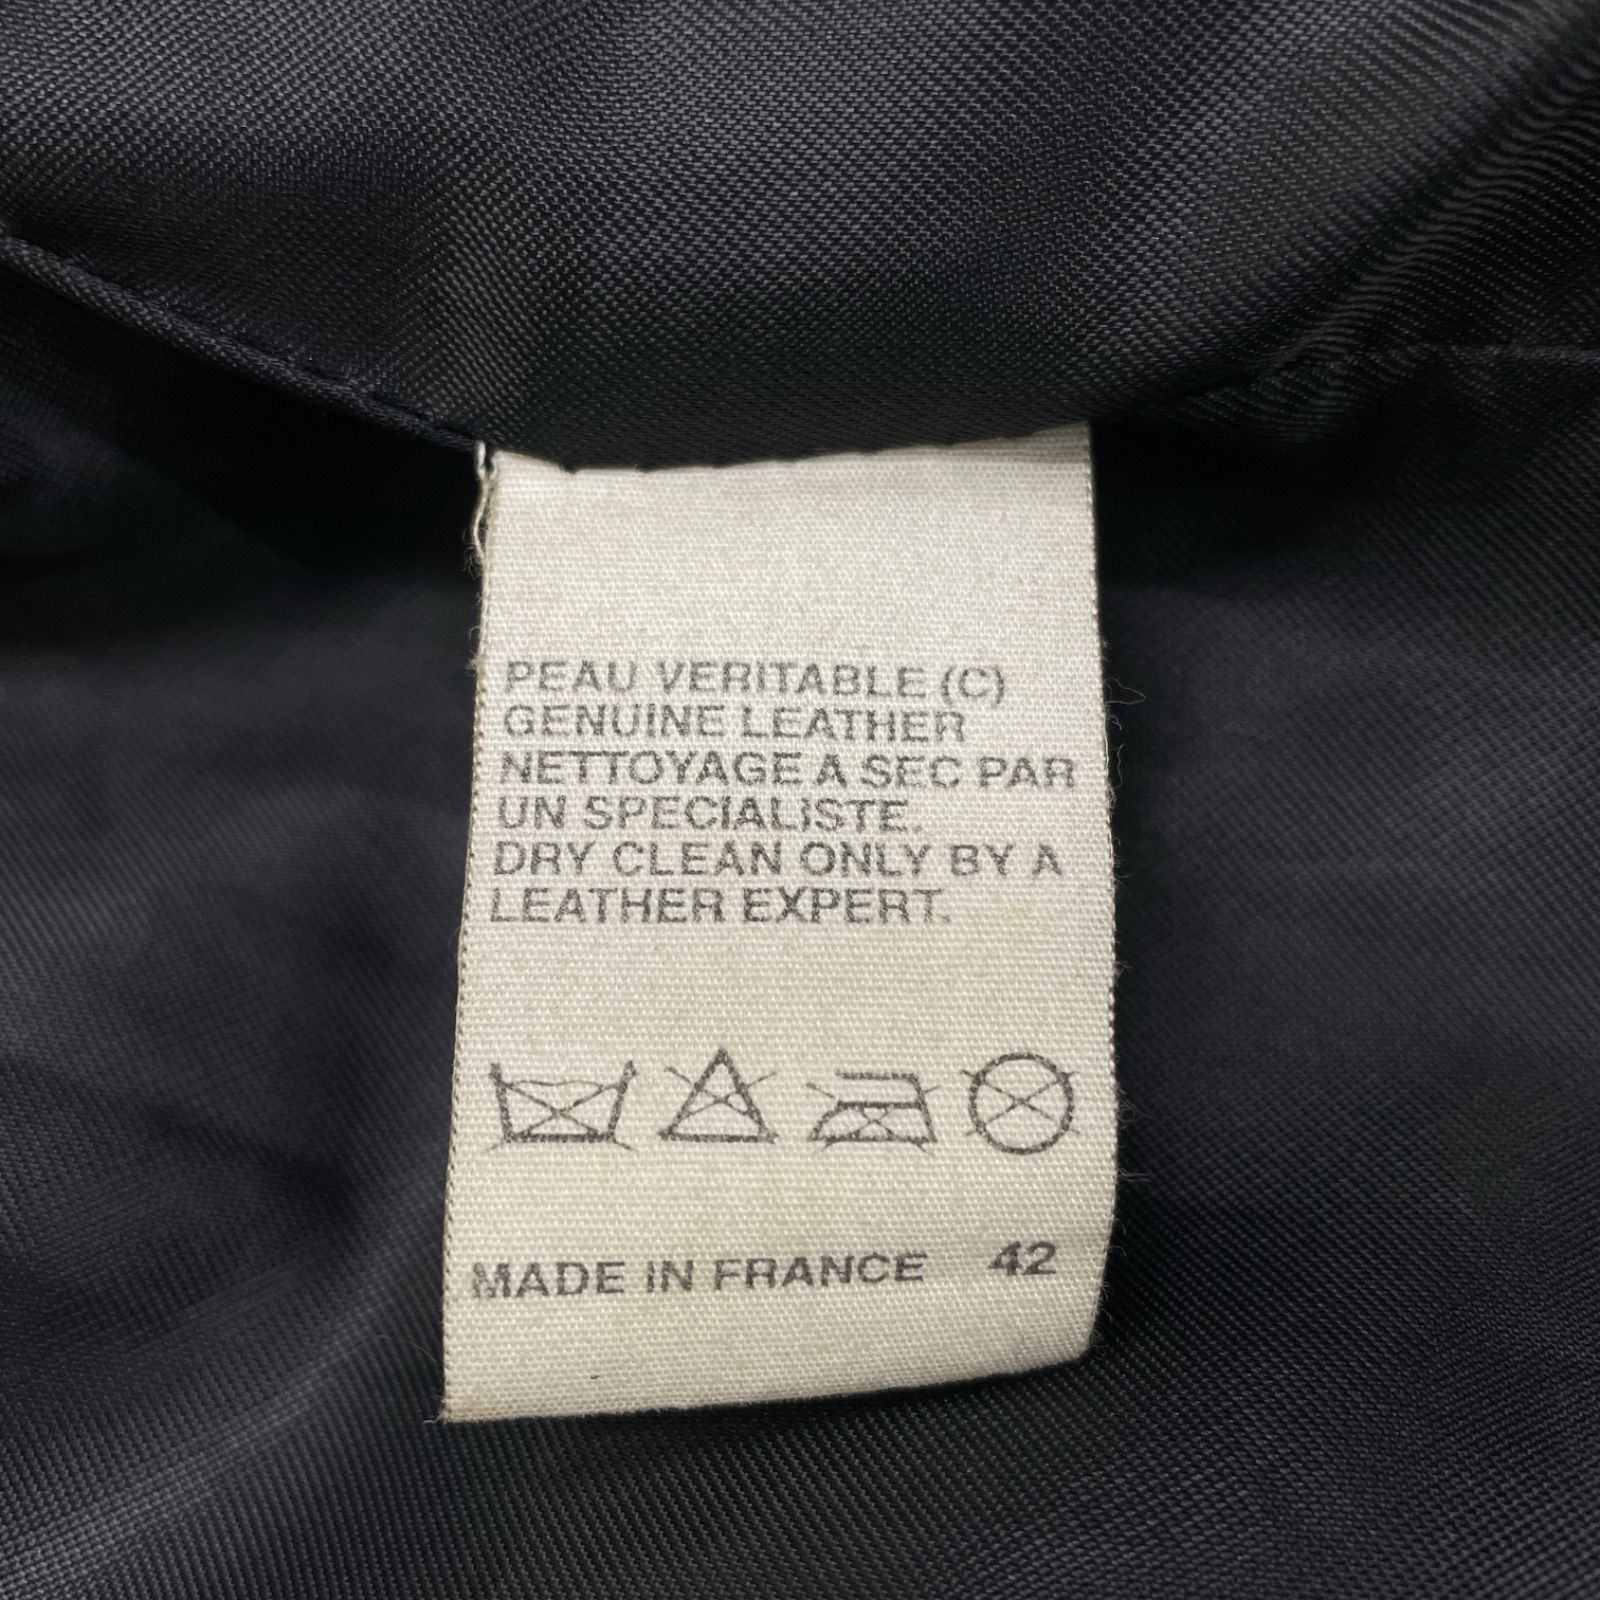 PEAU VERITABLE (C)
GENUINE LEATHER
NETTOYAGE A SEC PAR
UN SPECIALISTE.
DRY CLEAN ONLY BY A
LEATHER EXPERT.
MADE IN FRANCE 42